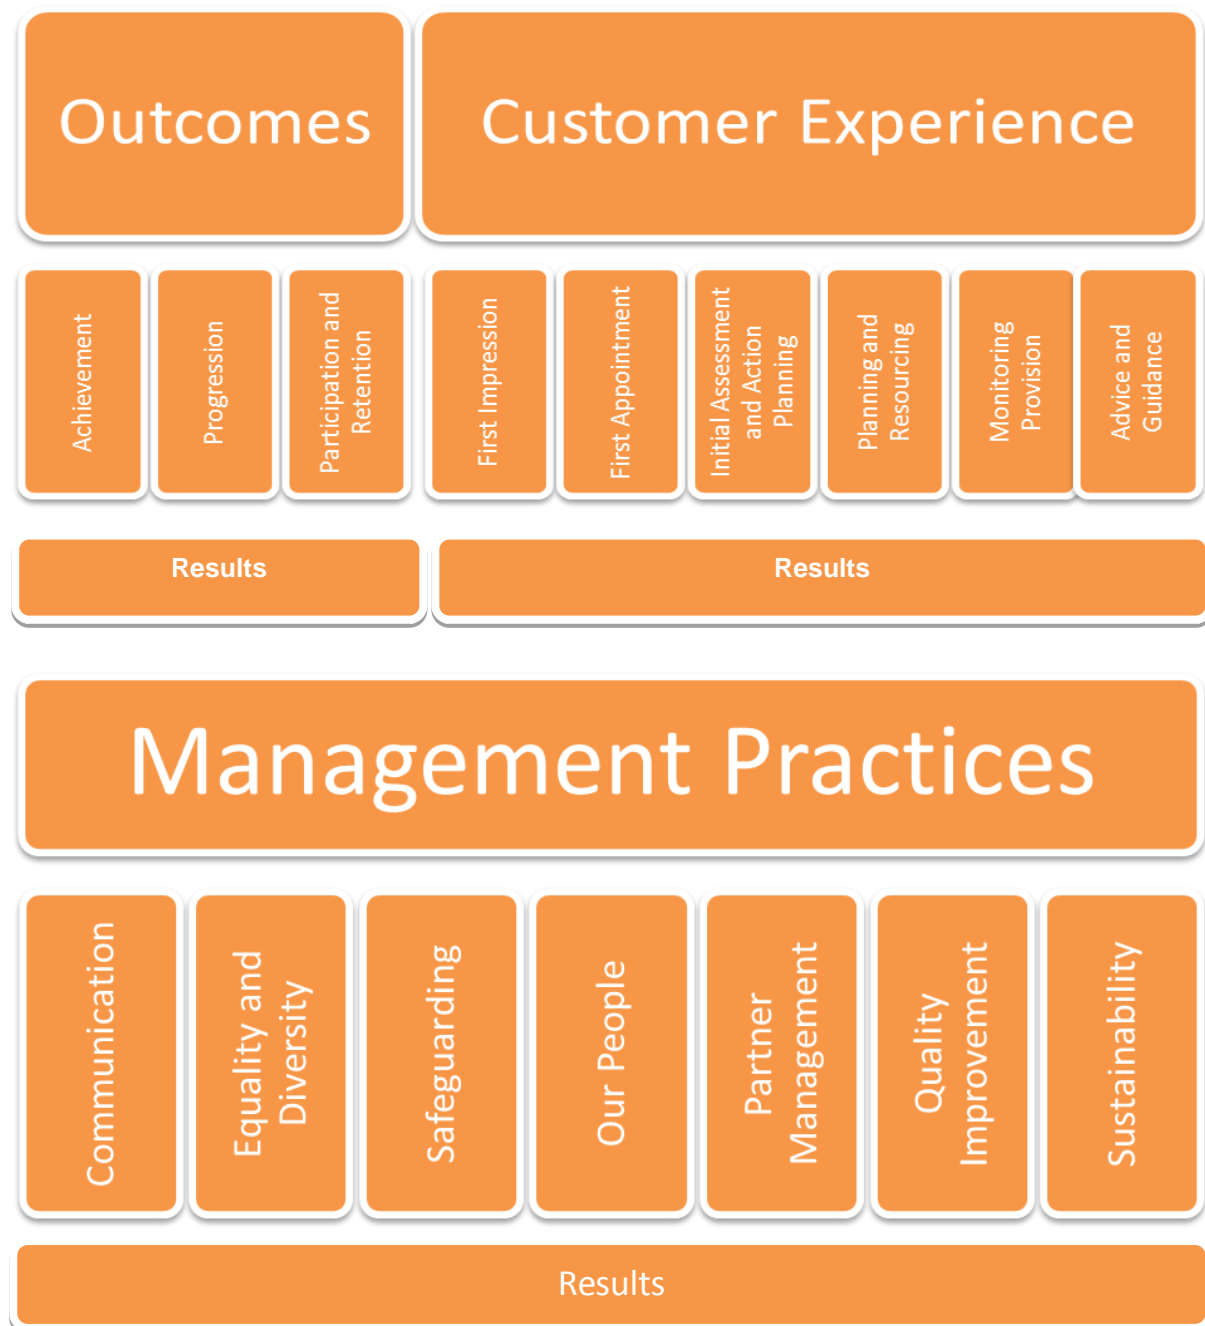 Outcomes
Customer Experience
Achievement
Progression
Participation and
Retention
First Impression
First Appointment
Initial Assessment
and Action
Planning
Planning and
Resourcing
Monitoring
Provision
Advice and
Guidance
Results
Results
Management Practices
Communication
Equality and
Diversity
Safeguarding
Our People
Partner
Management
Quality
Improvement
Sustainability
Results